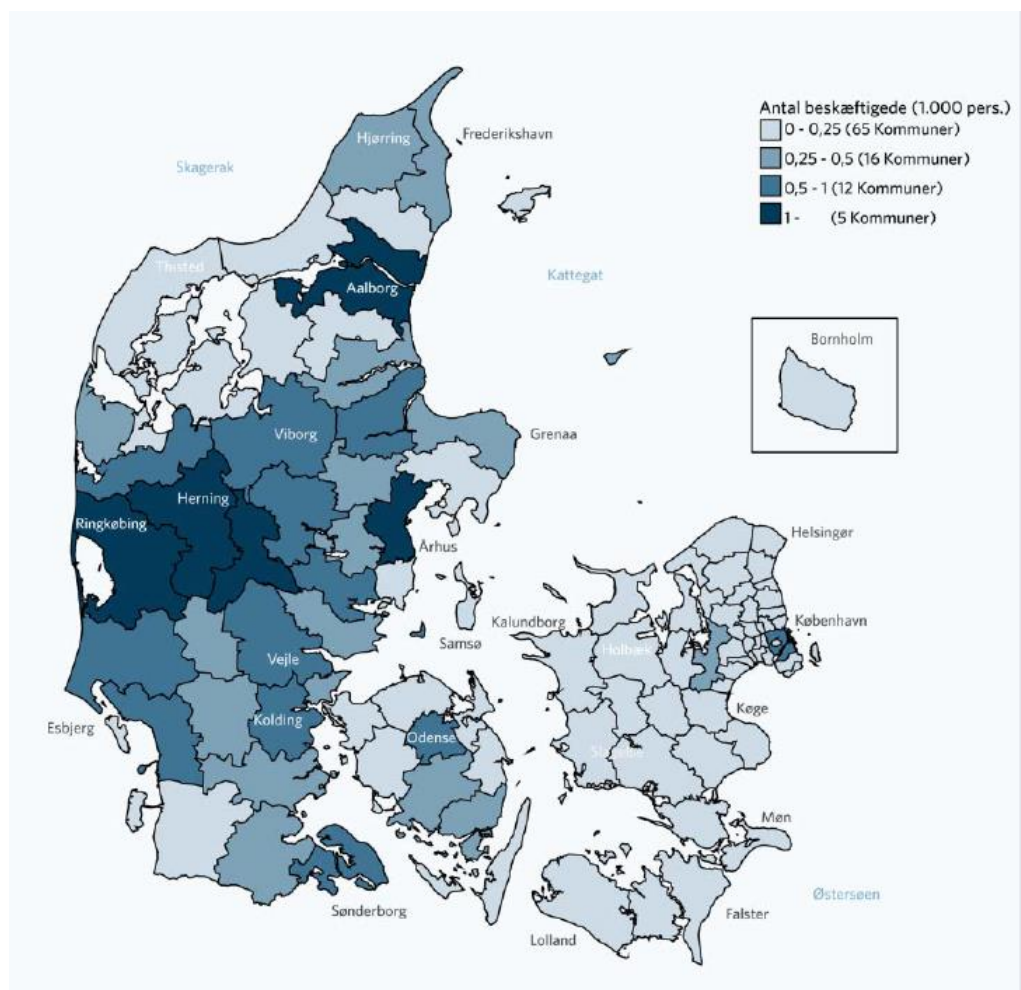 Antal beskæftigede (1.000 pers.)
0 - 0,25 (65 Kommuner)
0,25 - 0,5 (16 Kommuner)
0,5 - 1 (12 Kommuner)
1 - (5 Kommuner)
Hjørring
Frederikshavn
Skagerak
Thisted
Aalborg
Kattegat
Bornholm
Viborg
Grenaa
Herning
Ringkøbing
Århus
Helsingør
Kalundborg
København
Samsø
Holbæk
Vejle
Køge
Esbjerg
Kolding
Odense
Slagelse
Møn
Østersøen
Sønderborg
Falster
Lolland